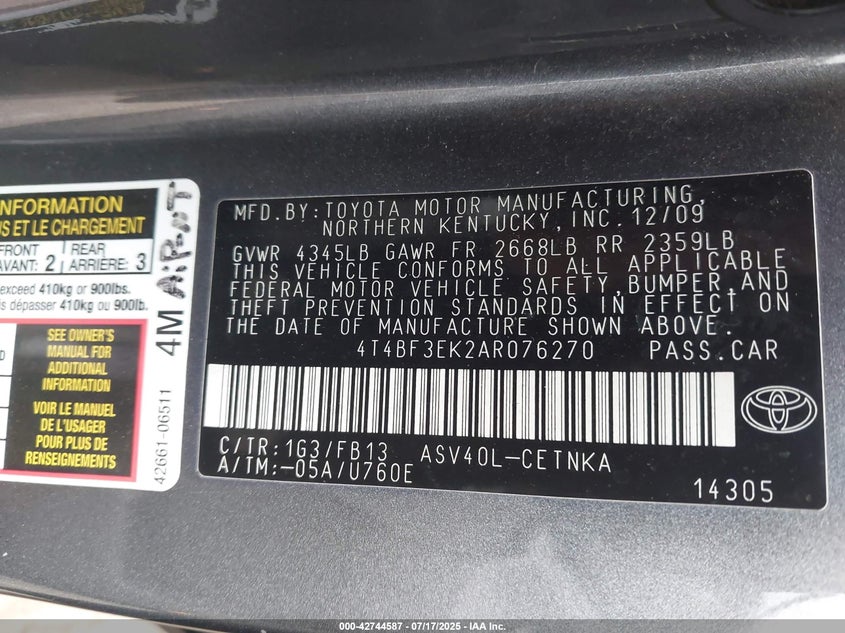 INFORMATION
US ET LE CHARGEMENT
FRONT
AVANT: 2
REAR
ARRIÈRE: 3
exceed 410kg or 900lbs.
dépasser 410kg ou 900lb.
SEE OWNER'S
MANUAL FOR
ADDITIONAL
INFORMATION
VOIR LE MANUEL
DE L'USAGER
POUR PLUS DE
RENSEIGNEMENTS
42661-06511
4M
MFD.BY:TOYOTA MOTOR MANUFACTURING,
NORTHERN KENTUCKY,INC.12/09
GVWR 4345LB GAWR FR 2668LB RR 2359LB
THIS VEHICLE CONFORMS TO ALL APPLICABLE
FEDERAL MOTOR VEHICLE SAFETY,BUMPER,AND
THEFT PREVENTION STANDARDS IN EFFECT ON
THE DATE OF MANUFACTURE SHOWN ABOVE.
4T4BF3EK2AR076270 PASS.CAR
C/TR:1G3/FB13 ASV40L-CETNKA
A/TM:-05A/U760E
14305
000-42744587 - 07/17/2025 - IAA Inc.